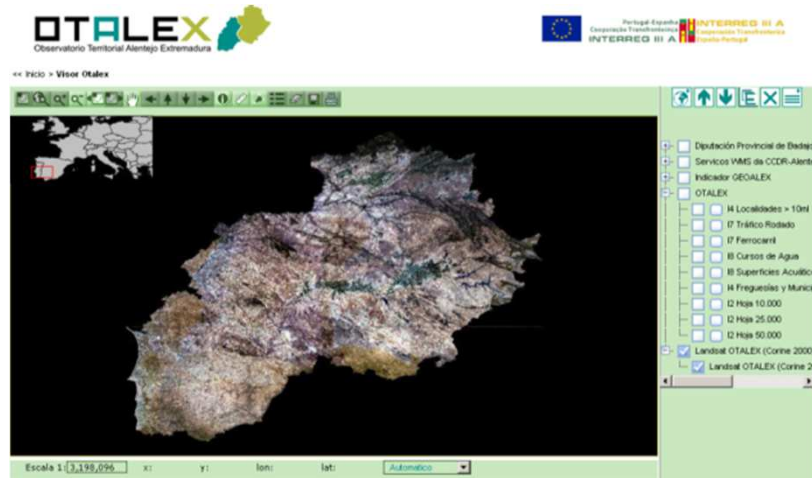 OTALEX
Observatorio Territorial Alentejo Extremadura
Portugal-Espanha
Cooperação Transfronteiriça
INTERREG III A
INTERREG III A
Cooperación Transfronteriza
España-Portugal
<< Inicio > Visor Otalex
Diputación Provincial de Badajo
Servicos WMS da CCDR-Alente
Indicador GEOALEX
OTALEX
I4 Localidades > 10mi
I7 Tráfico Rodado
I7 Ferrocarril
I8 Cursos de Agua
I8 Superficies Acuátic
I4 Freguesías y Munic
I2 Hoja 10.000
I2 Hoja 25.000
I2 Hoja 50.000
Landsat OTALEX (Corine 2000
Landsat OTALEX (Corine 2
Escala 1: 3,198,096 x: y: lon: lat: Automatico